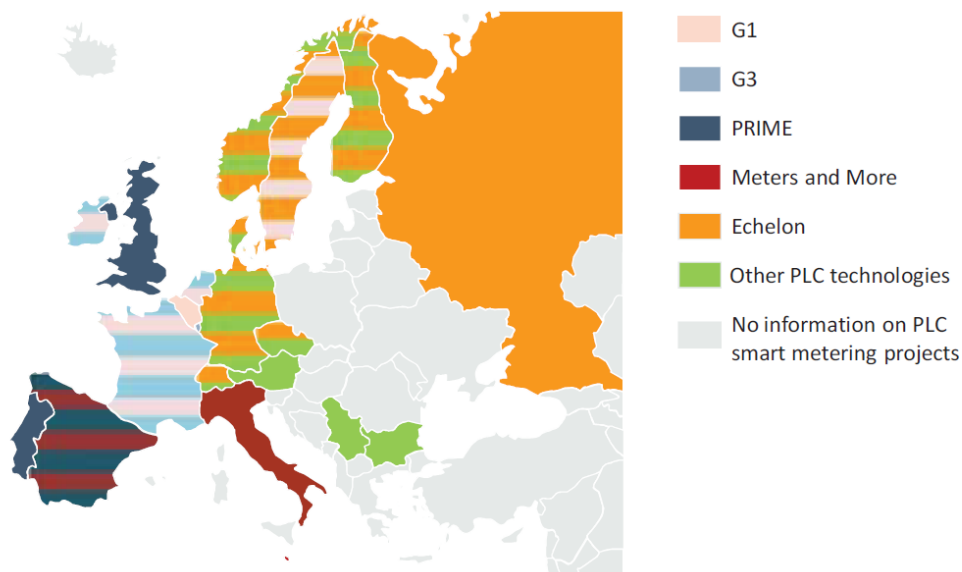 G1
G3
PRIME
Meters and More
Echelon
Other PLC technologies
No information on PLC
smart metering projects